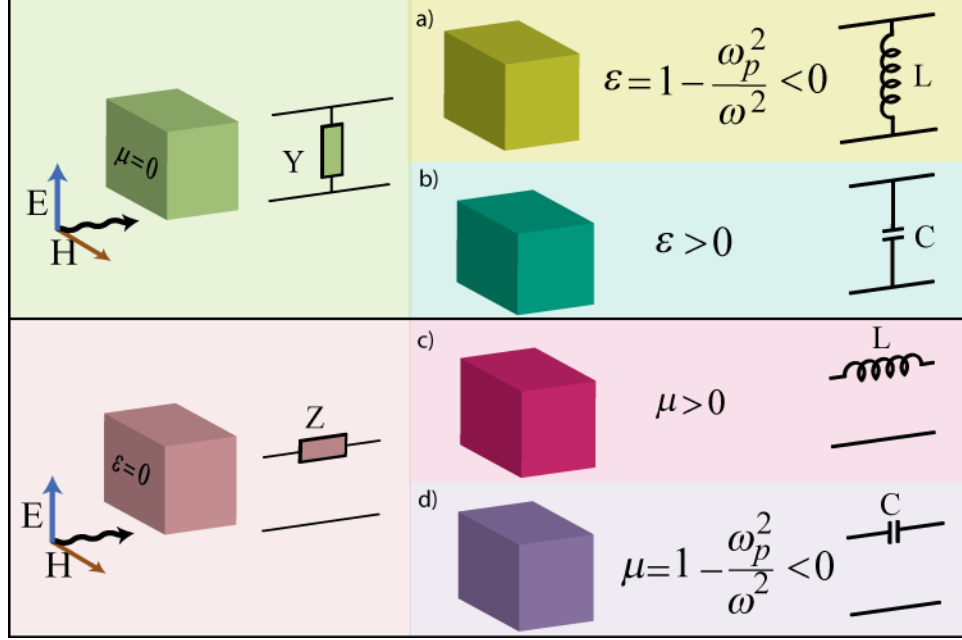 μ=0
E
H
Y
a)
ε=1-ωp²/ω²<0
L
b)
ε>0
C
ε=0
E
H
Z
c)
μ>0
L
d)
μ=1-ωp²/ω²<0
C